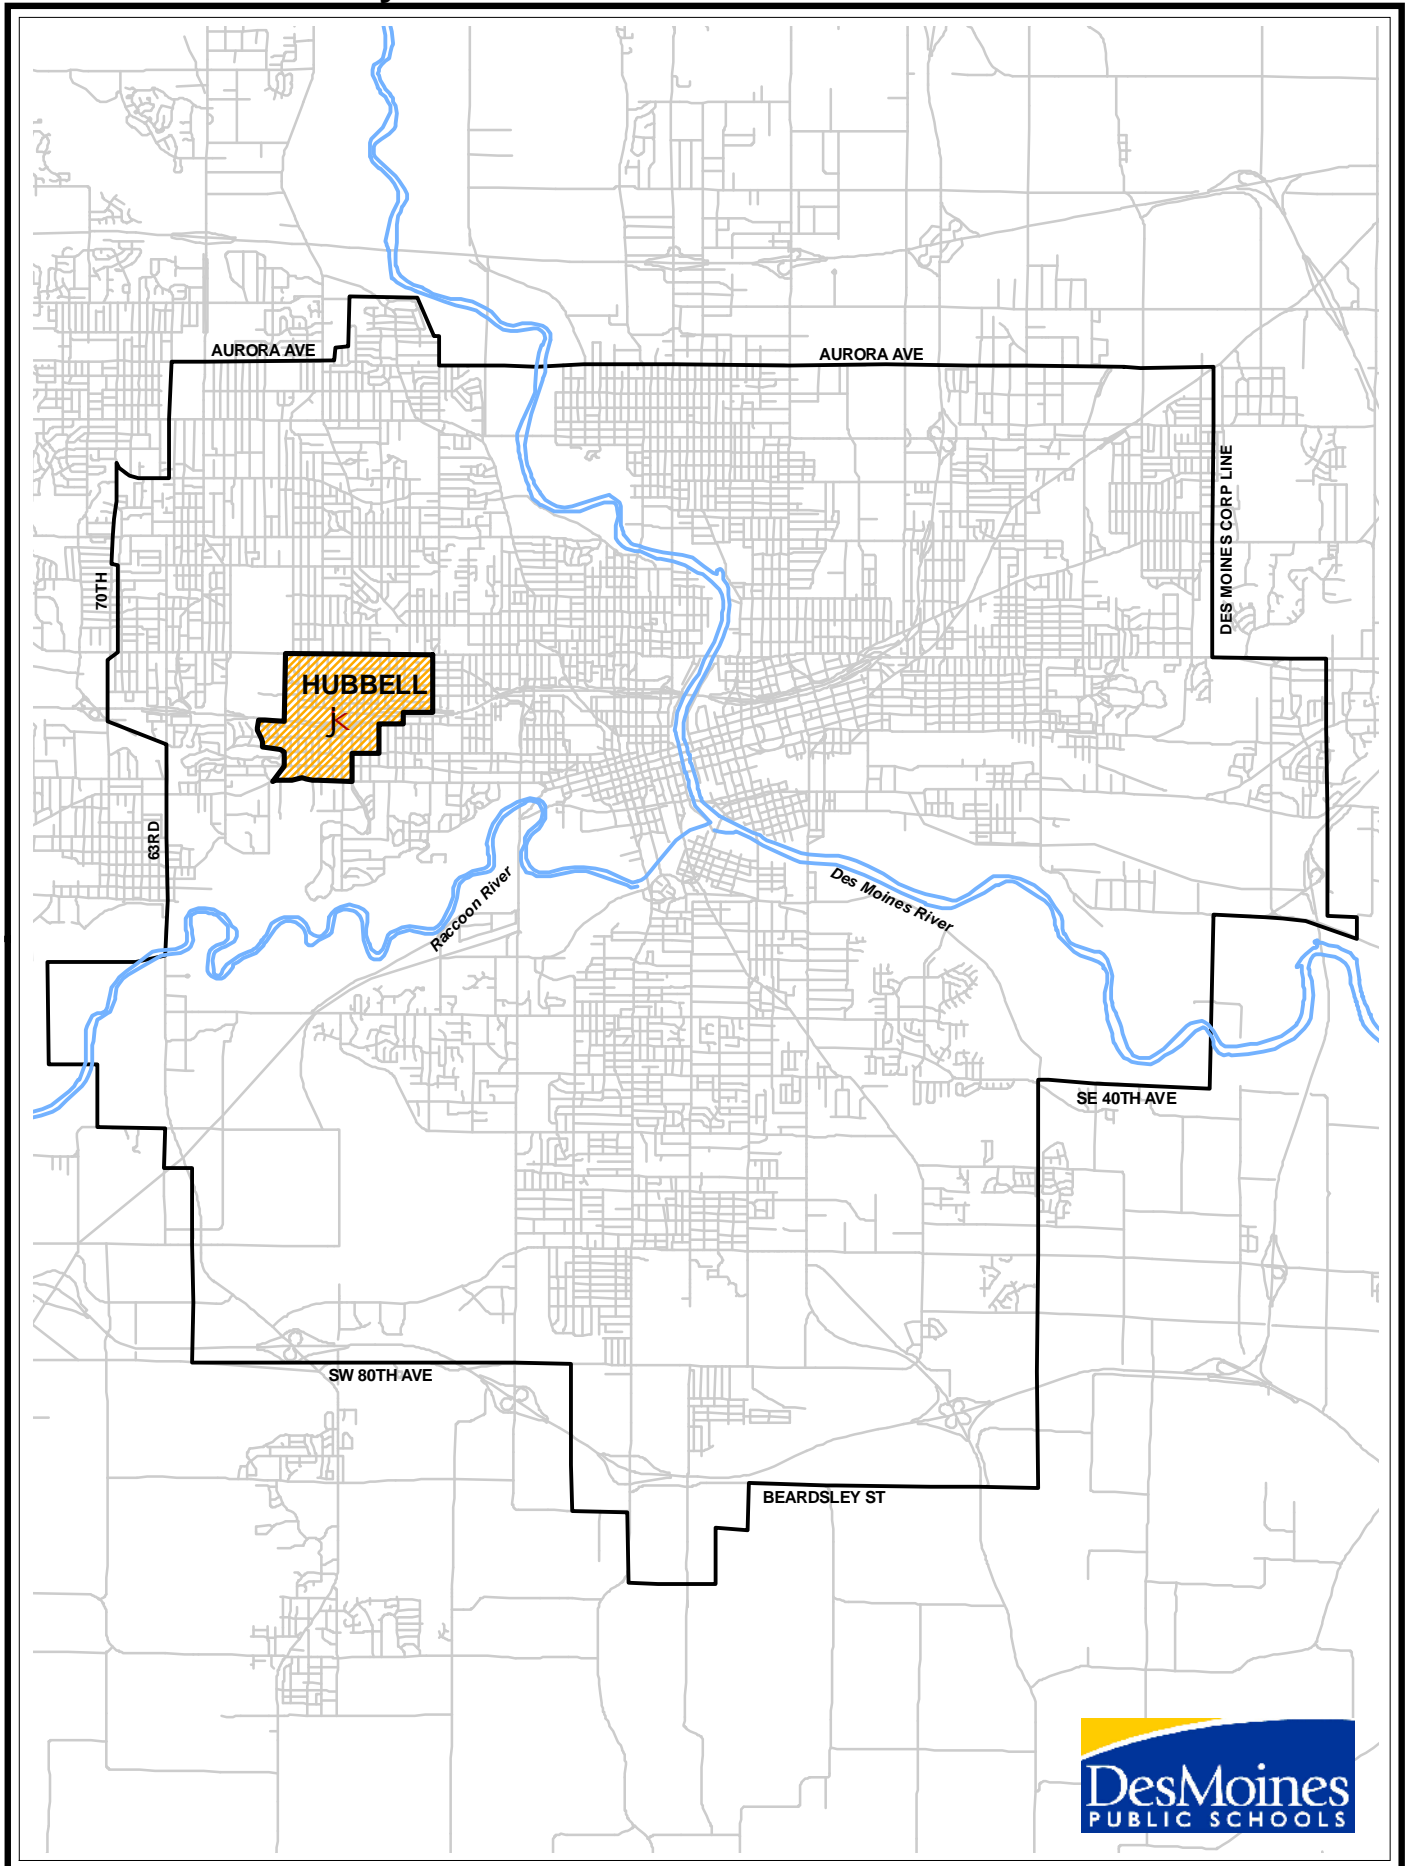 AURORA AVE
AURORA AVE
DES MOINES CORP LINE
70TH
HUBBELL
63RD
Raccoon River
Des Moines River
SE 40TH AVE
SW 80TH AVE
BEARDSLEY ST
DesMoines
PUBLIC SCHOOLS